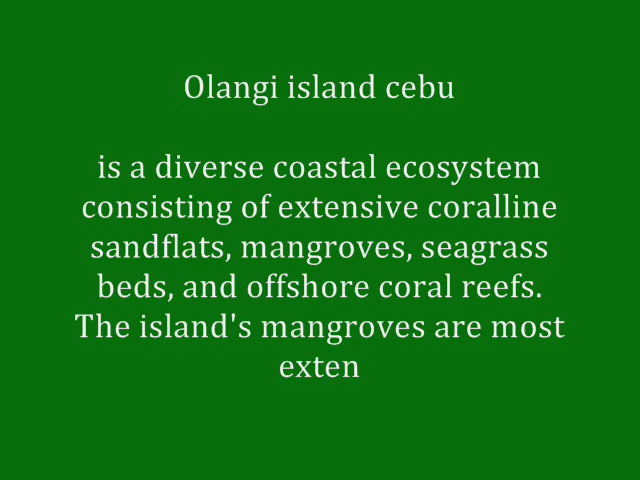 Olangi island cebu
is a diverse coastal ecosystem
consisting of extensive coralline
sandflats, mangroves, seagrass
beds, and offshore coral reefs.
The island's mangroves are most
exten